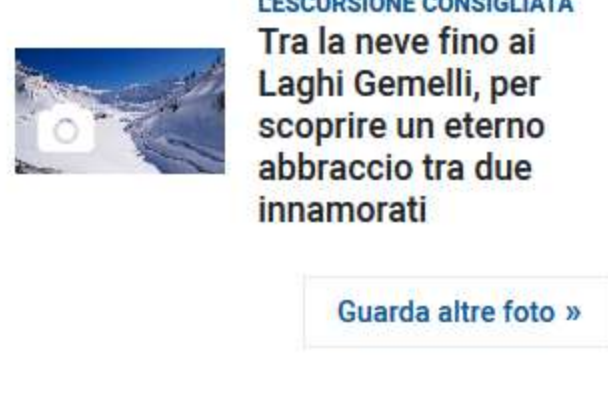 L'ESCURSIONE CONSIGLIATA
Tra la neve fino ai
Laghi Gemelli, per
scoprire un eterno
abbraccio tra due
innamorati
Guarda altre foto »